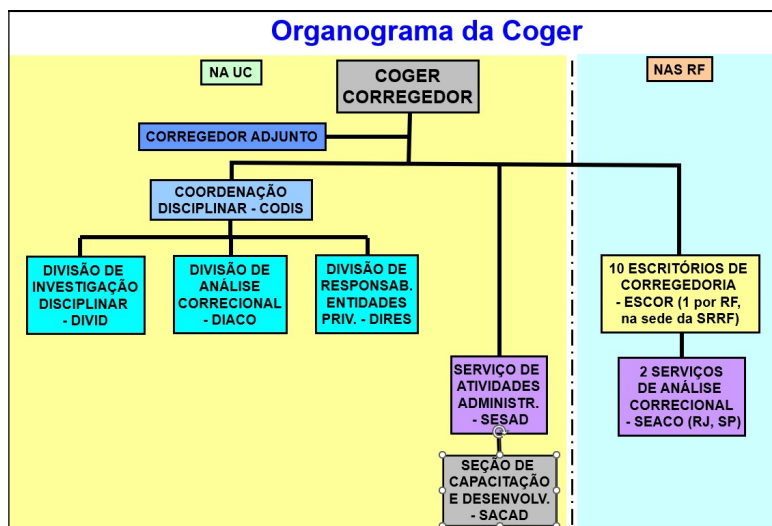 Organograma da Coger
NA UC
COGER
CORREGEDOR
NAS RF
CORREGEDOR ADJUNTO
COORDENAÇÃO
DISCIPLINAR - CODIS
DIVISÃO DE
INVESTIGAÇÃO
DISCIPLINAR
- DIVID
DIVISÃO DE
ANÁLISE
CORRECIONAL
- DIACO
DIVISÃO DE
RESPONSAB.
ENTIDADES
PRIV. - DIRES
10 ESCRITÓRIOS DE
CORREGEDORIA
- ESCOR (1 por RF,
na sede da SRRF)
SERVIÇO DE
ATIVIDADES
ADMINISTR.
- SESAD
2 SERVIÇOS
DE ANÁLISE
CORRECIONAL
- SEACO (RJ, SP)
SEÇÃO DE
CAPACITAÇÃO
E DESENVOLV.
- SACAD